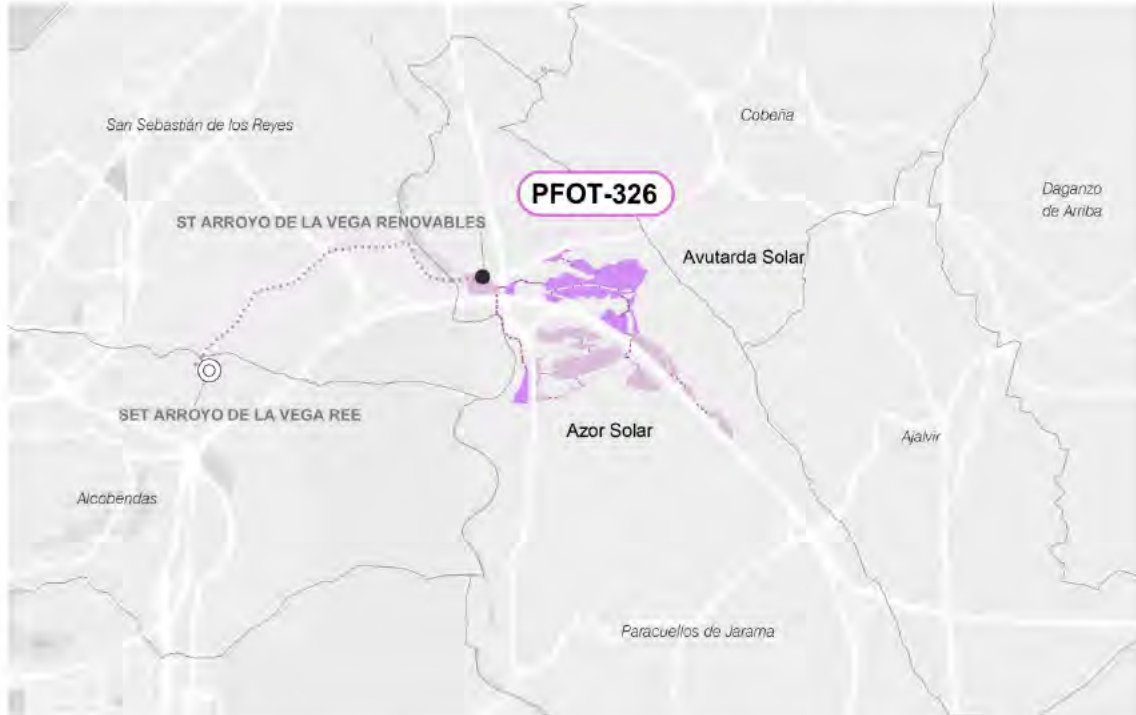 Cobeña
San Sebastián de los Reyes
PFOT-326
Daganzo
de Arriba
ST ARROYO DE LA VEGA RENOVABLES
Avutarda Solar
SET ARROYO DE LA VEGA REE
Azor Solar
Ajalvir
Alcobendas
Paracuellos de Jarama